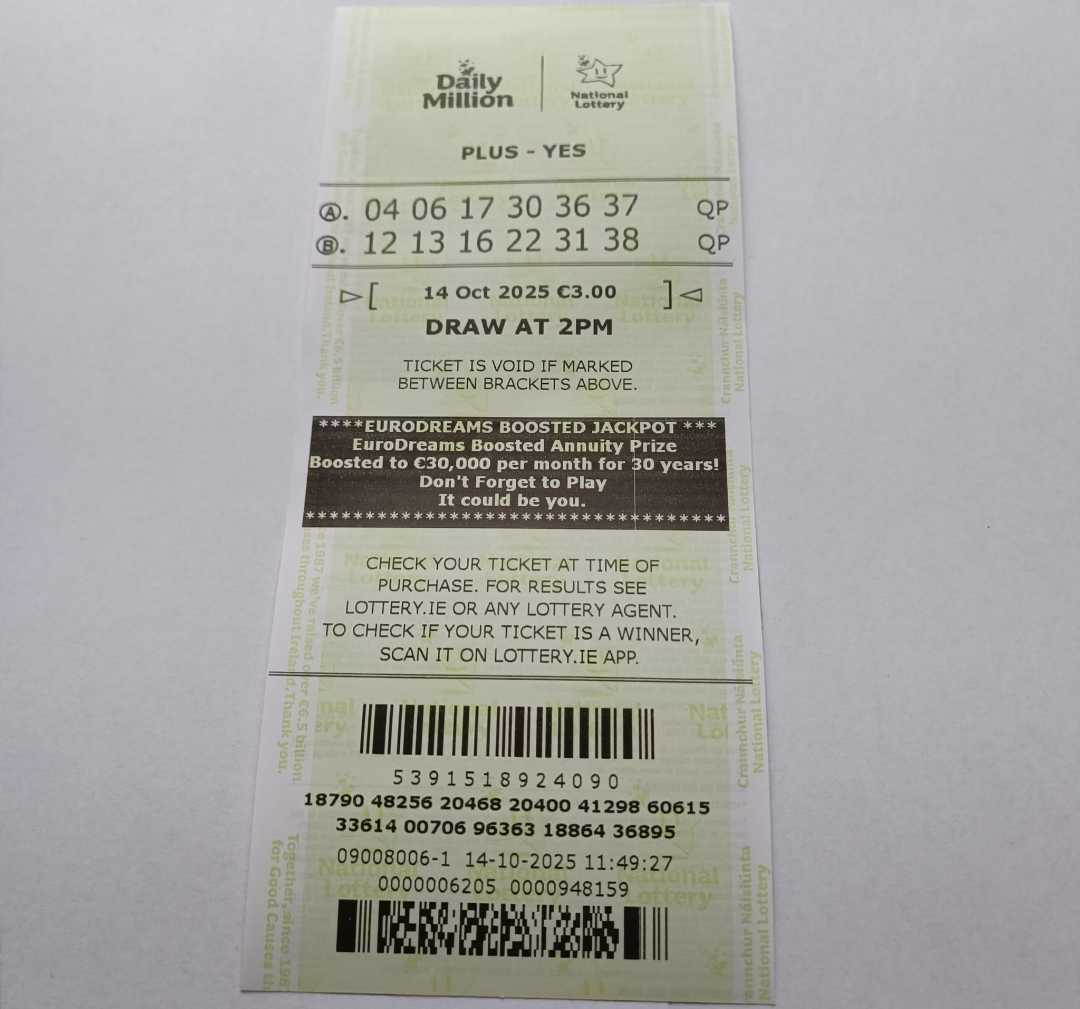 Daily Million
National Lottery
PLUS - YES
Ⓐ. 04 06 17 30 36 37 QP
Ⓑ. 12 13 16 22 31 38 QP
▷[ 14 Oct 2025 €3.00 ]◁
DRAW AT 2PM
TICKET IS VOID IF MARKED
BETWEEN BRACKETS ABOVE.
****EURODREAMS BOOSTED JACKPOT ***
EuroDreams Boosted Annuity Prize
Boosted to €30,000 per month for 30 years!
Don't Forget to Play
It could be you.
***********************************
CHECK YOUR TICKET AT TIME OF
PURCHASE. FOR RESULTS SEE
LOTTERY.IE OR ANY LOTTERY AGENT.
TO CHECK IF YOUR TICKET IS A WINNER,
SCAN IT ON LOTTERY.IE APP.
5391518924090
18790 48256 20468 20400 41298 60615
33614 00706 96363 18864 36895
09008006-1 14-10-2025 11:49:27
0000006205 0000948159
Crannchur Náisiúnta
National Lottery